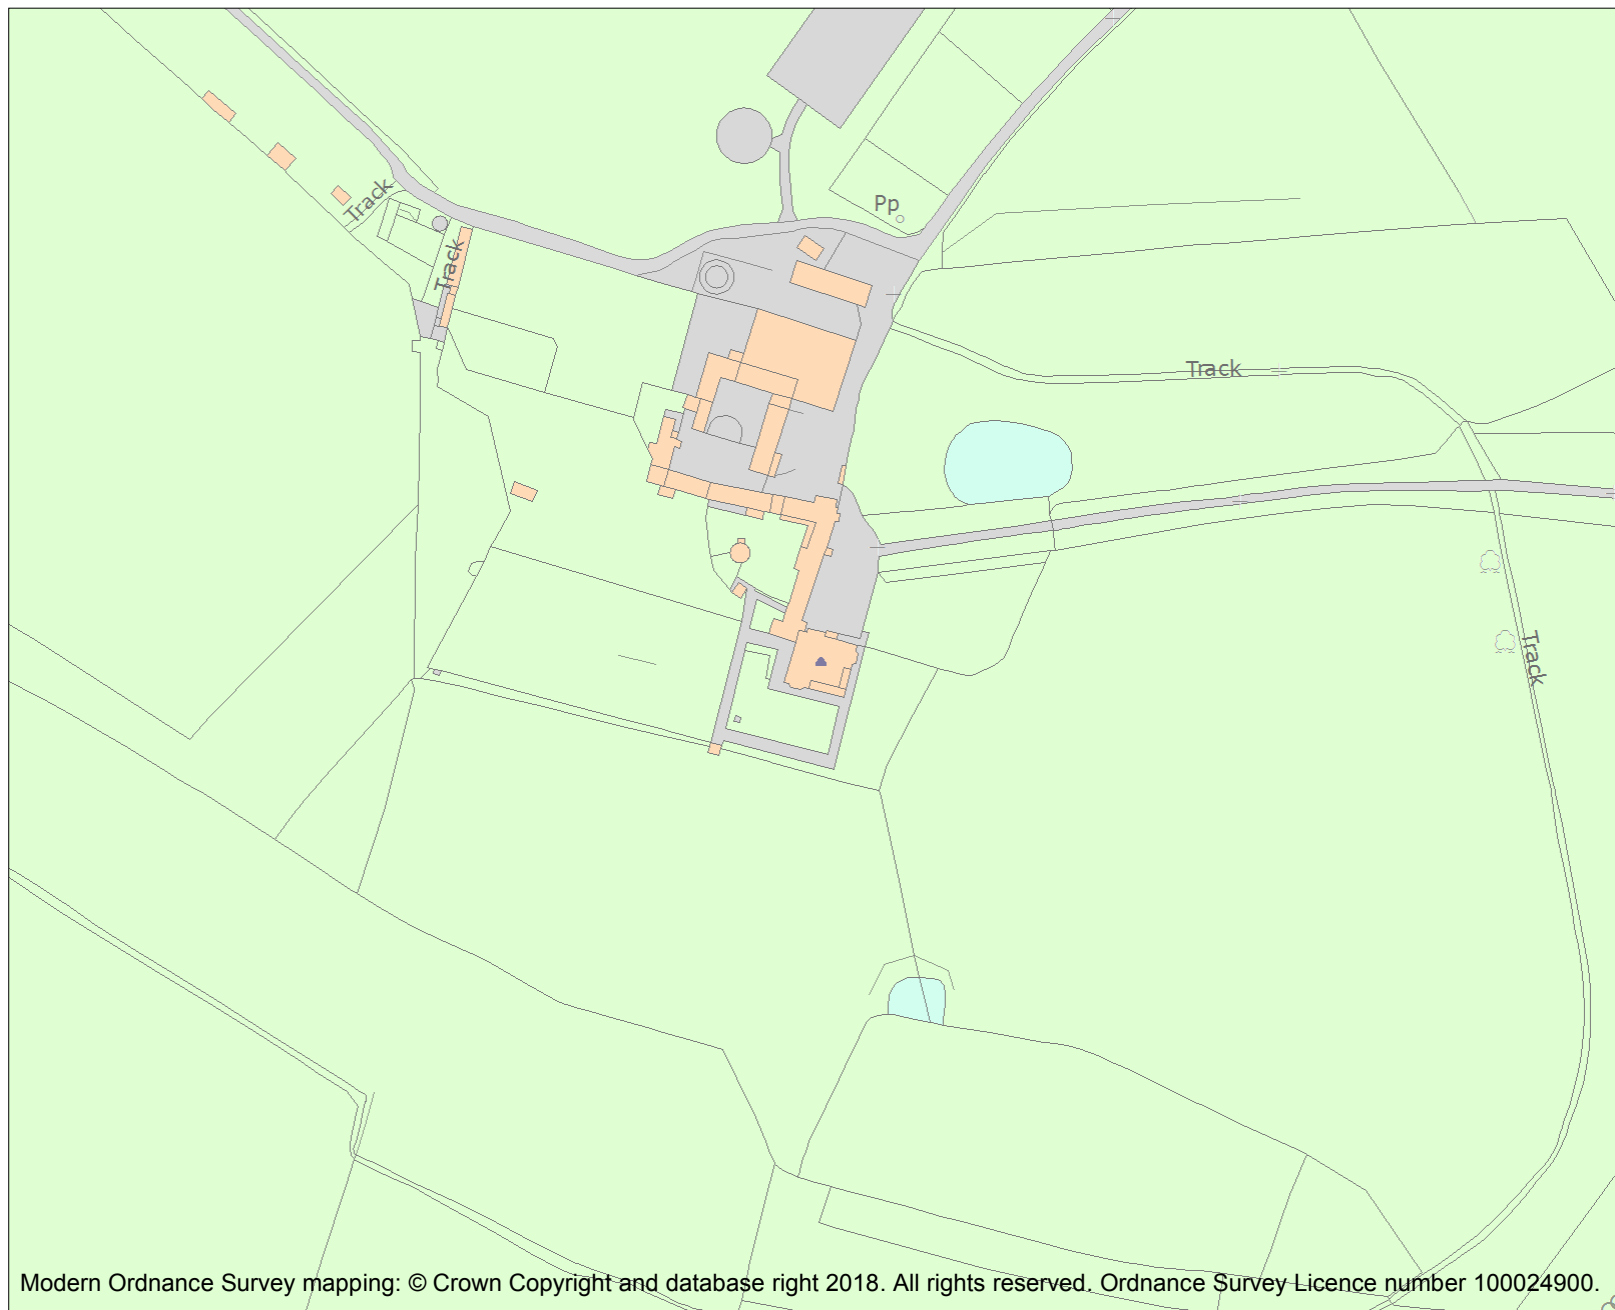 Track
Pp
Track
Track
Track
Modern Ordnance Survey mapping: © Crown Copyright and database right 2018. All rights reserved. Ordnance Survey Licence number 100024900.